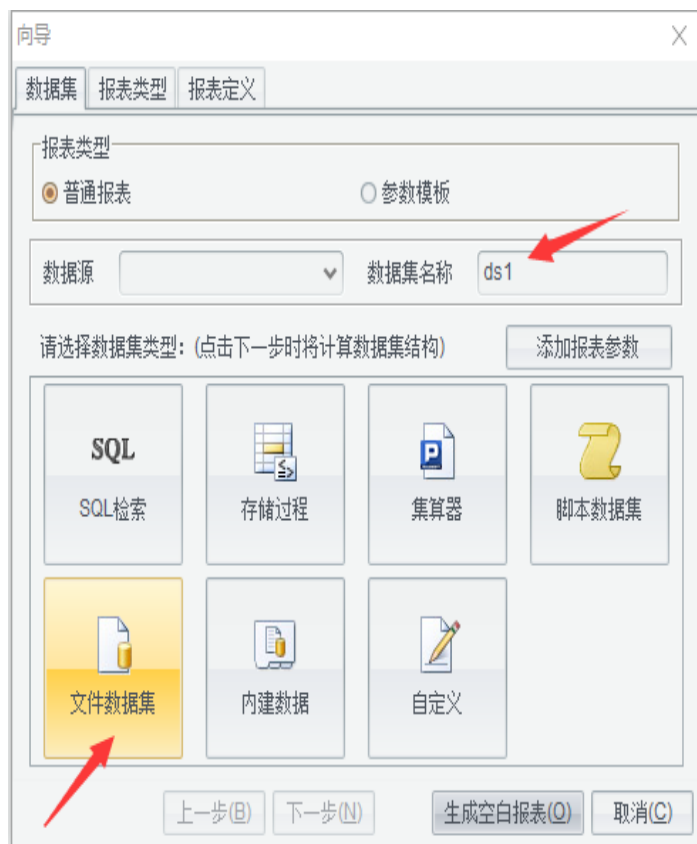 向导
数据集 报表类型 报表定义
报表类型
普通报表 参数模板
数据源 数据集名称 ds1
请选择数据集类型：(点击下一步时将计算数据集结构) 添加报表参数
SQL
SQL检索 存储过程 集算器 脚本数据集
文件数据集 内建数据 自定义
上一步(B) 下一步(N) 生成空白报表(O) 取消(C)